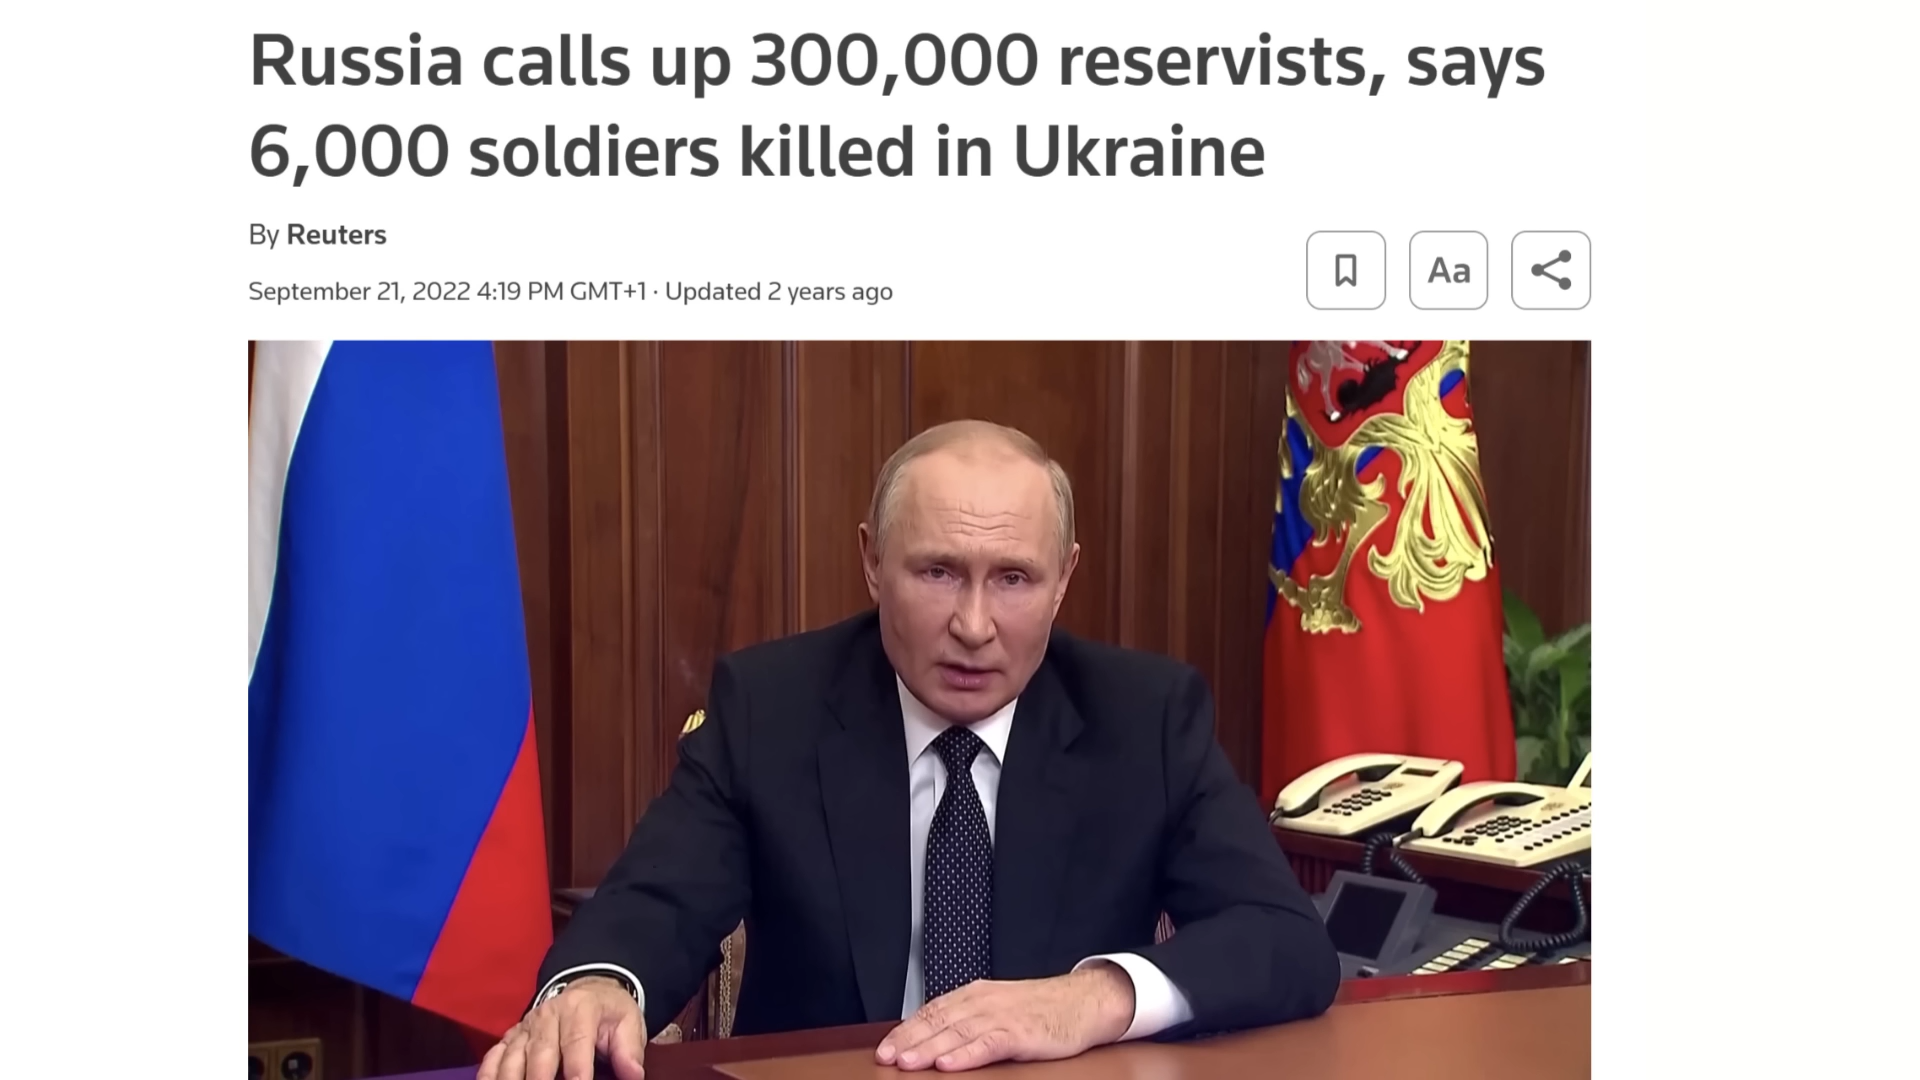 Russia calls up 300,000 reservists, says
6,000 soldiers killed in Ukraine
By Reuters
September 21, 2022 4:19 PM GMT+1 · Updated 2 years ago
Aa